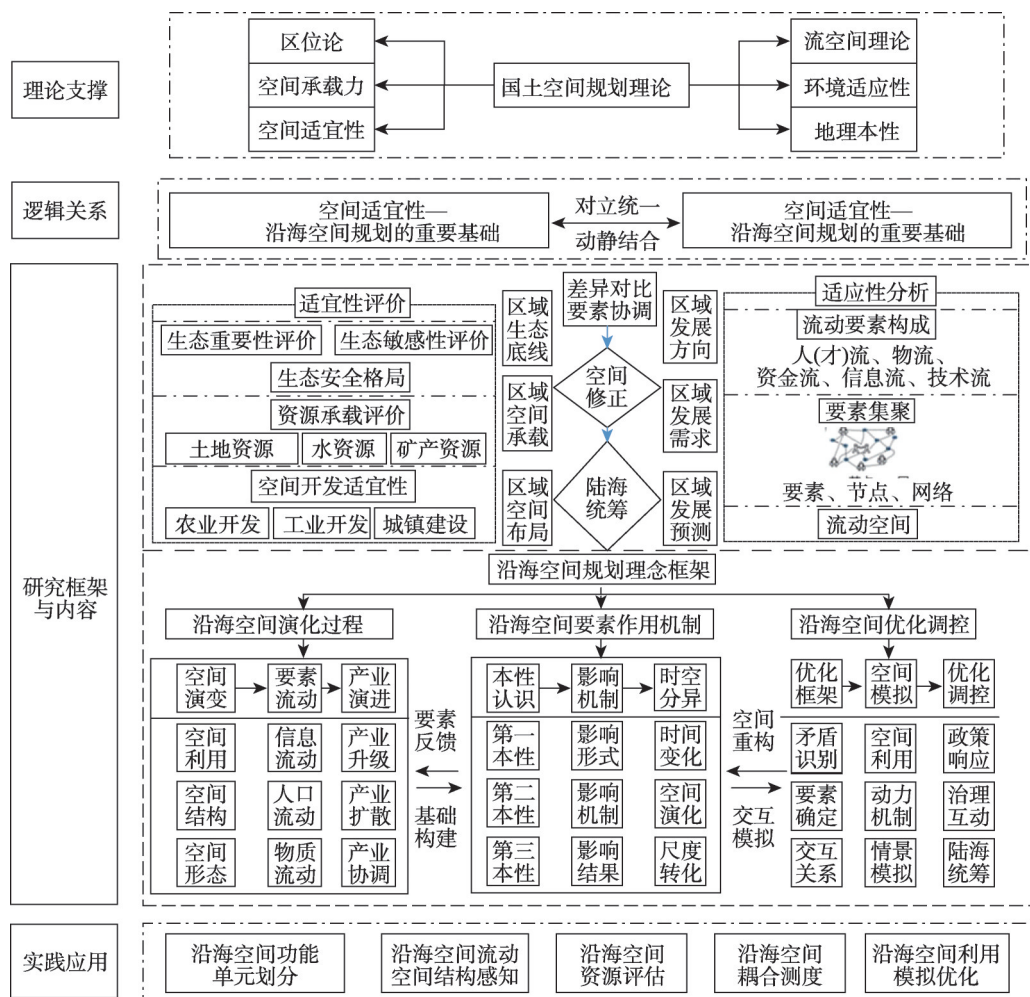 理论支撑
区位论
空间承载力
空间适宜性
国土空间规划理论
流空间理论
环境适应性
地理本性
逻辑关系
空间适宜性—
沿海空间规划的重要基础
对立统一
动静结合
空间适宜性—
沿海空间规划的重要基础
研究框架
与内容
适宜性评价
生态重要性评价
生态敏感性评价
生态安全格局
资源承载评价
土地资源
水资源
矿产资源
空间开发适宜性
农业开发
工业开发
城镇建设
区域
生态
底线
区域
空间
承载
区域
空间
布局
差异对比
要素协调
空间
修正
陆海
统筹
区域
发展
方向
区域
发展
需求
区域
发展
预测
适应性分析
流动要素构成
人(才)流、物流、
资金流、信息流、技术流
要素集聚
要素、节点、网络
流动空间
沿海空间规划理念框架
沿海空间演化过程
沿海空间要素作用机制
沿海空间优化调控
空间
演变
要素
流动
产业
演进
空间
利用
信息
流动
产业
升级
空间
结构
人口
流动
产业
扩散
空间
形态
物质
流动
产业
协调
要素
反馈
基础
构建
本性
认识
影响
机制
时空
分异
第一
本性
影响
形式
时间
变化
第二
本性
影响
机制
空间
演化
第三
本性
影响
结果
尺度
转化
空间
重构
交互
模拟
优化
框架
空间
模拟
优化
调控
矛盾
识别
空间
利用
政策
响应
要素
确定
动力
机制
治理
互动
交互
关系
情景
模拟
陆海
统筹
实践应用
沿海空间功能
单元划分
沿海空间流动
空间结构感知
沿海空间
资源评估
沿海空间
耦合测度
沿海空间利用
模拟优化